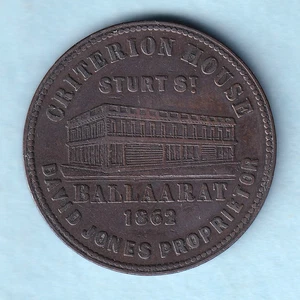 CRITERION HOUSE
STURT ST
BALLAARAT
1862
DAVID JONES PROPRIETOR